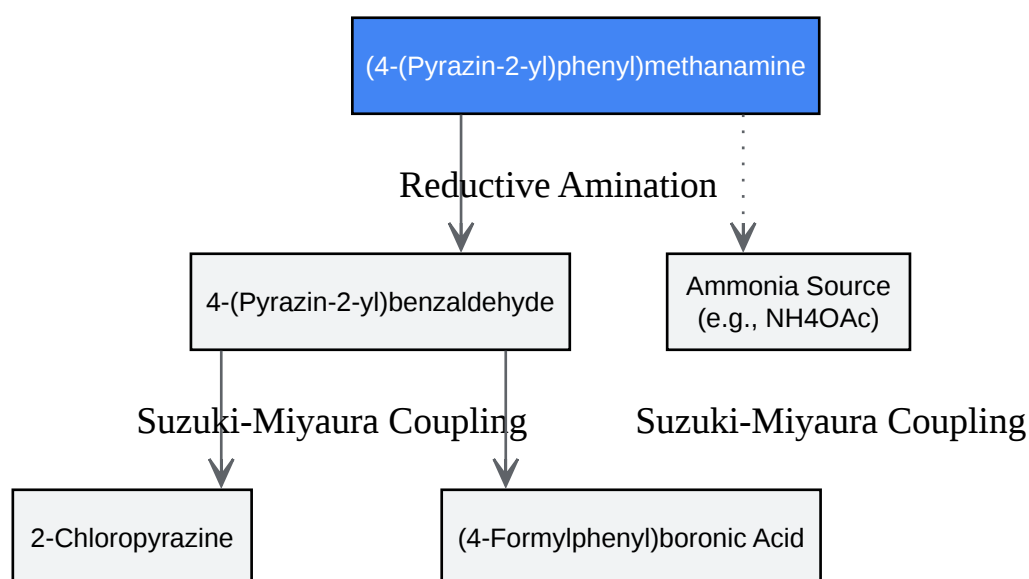 (4-(Pyrazin-2-yl)phenyl)methanamine
Reductive Amination
4-(Pyrazin-2-yl)benzaldehyde
Ammonia Source
(e.g., NH4OAc)
Suzuki-Miyaura Coupling
Suzuki-Miyaura Coupling
2-Chloropyrazine
(4-Formylphenyl)boronic Acid